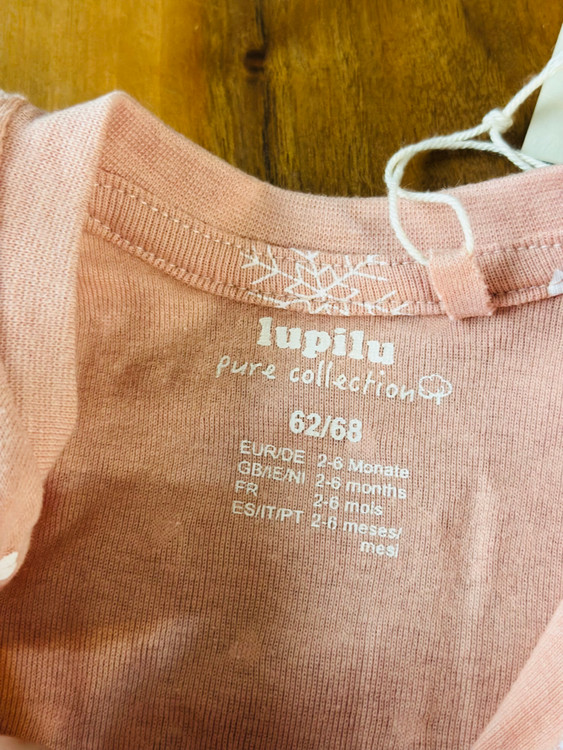 lupilu
pure collection
62/68
EUR/DE 2-6 Monate
GB/IE/NI 2-6 months
FR 2-6 mois
ES/IT/PT 2-6 meses/
mesi